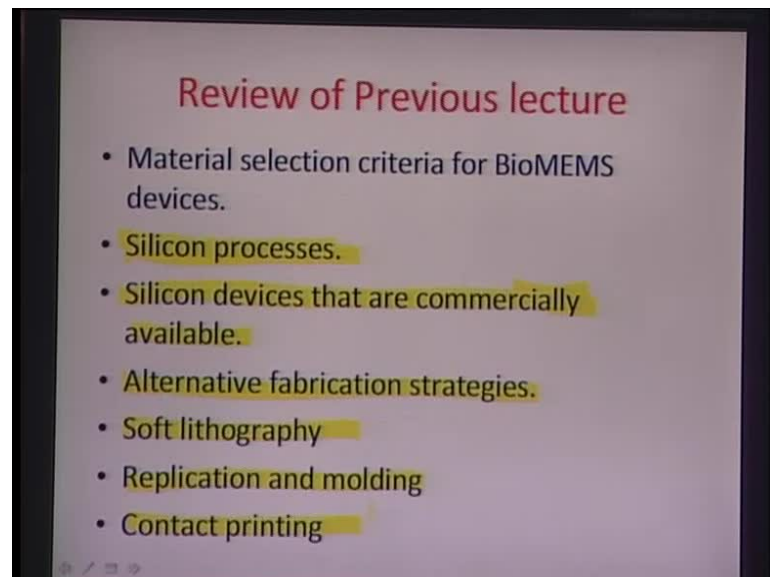 Review of Previous lecture
• Material selection criteria for BioMEMS
devices.
• Silicon processes.
• Silicon devices that are commercially
available.
• Alternative fabrication strategies.
• Soft lithography
• Replication and molding
• Contact printing